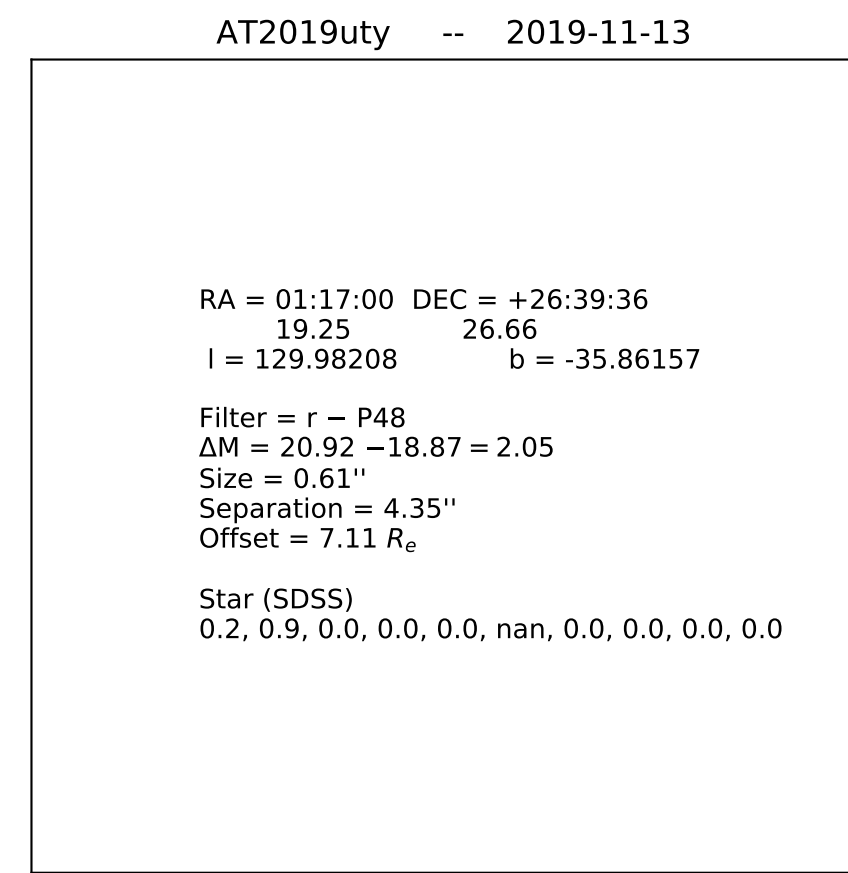 AT2019uty -- 2019-11-13
RA = 01:17:00 DEC = +26:39:36
19.25 26.66
l = 129.98208 b = -35.86157
Filter = r − P48
ΔM = 20.92 −18.87 = 2.05
Size = 0.61''
Separation = 4.35''
Offset = 7.11 Re
Star (SDSS)
0.2, 0.9, 0.0, 0.0, 0.0, nan, 0.0, 0.0, 0.0, 0.0